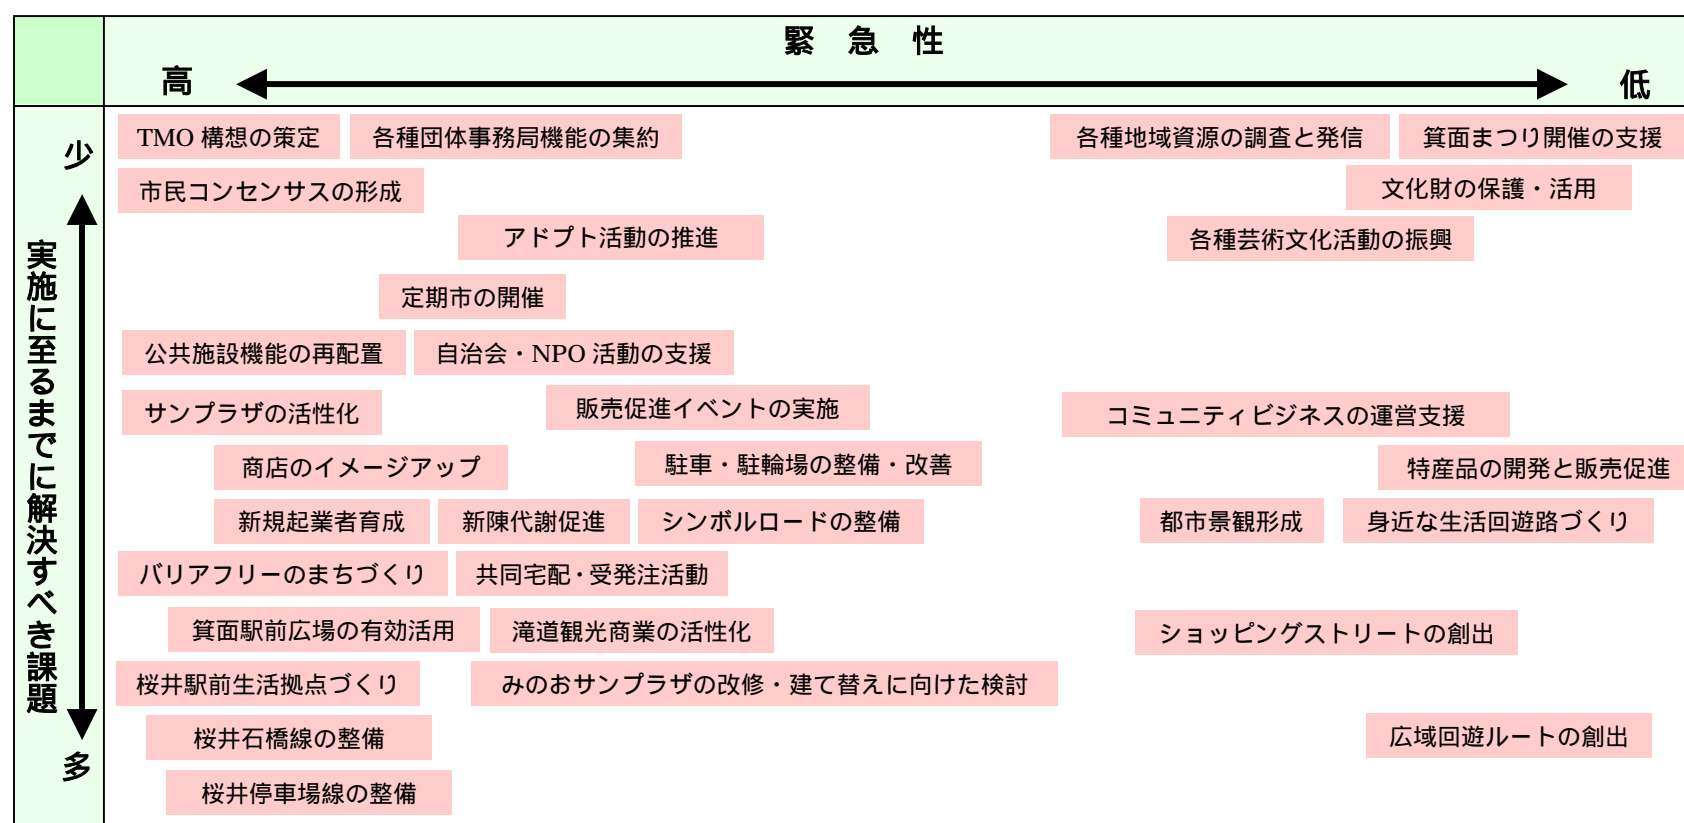 緊 急 性
高
低
少
実施に至るまでに解決すべき課題
多
TMO 構想の策定
各種団体事務局機能の集約
各種地域資源の調査と発信
箕面まつり開催の支援
市民コンセンサスの形成
文化財の保護・活用
アドプト活動の推進
各種芸術文化活動の振興
定期市の開催
公共施設機能の再配置
自治会・NPO 活動の支援
サンプラザの活性化
販売促進イベントの実施
コミュニティビジネスの運営支援
商店のイメージアップ
駐車・駐輪場の整備・改善
特産品の開発と販売促進
新規起業者育成
新陳代謝促進
シンボルロードの整備
都市景観形成
身近な生活回遊路づくり
バリアフリーのまちづくり
共同宅配・受発注活動
箕面駅前広場の有効活用
滝道観光商業の活性化
ショッピングストリートの創出
桜井駅前生活拠点づくり
みのおサンプラザの改修・建て替えに向けた検討
桜井石橋線の整備
広域回遊ルートの創出
桜井停車場線の整備